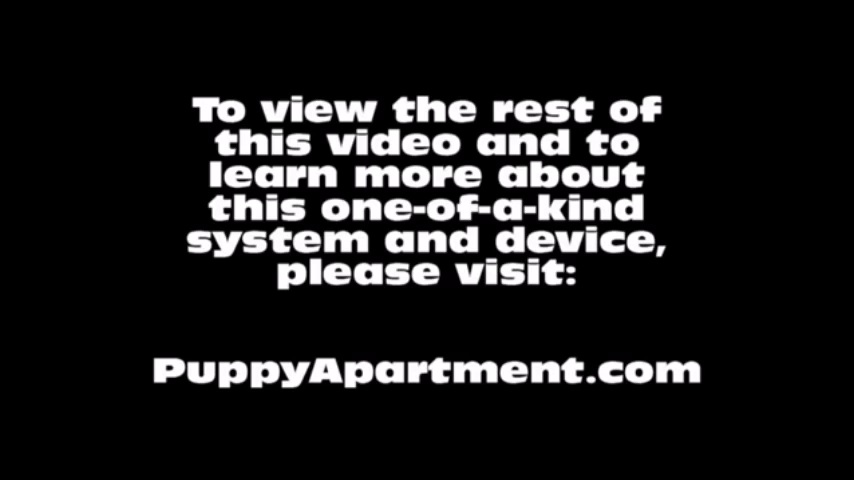 To view the rest of
this video and to
learn more about
this one-of-a-kind
system and device,
please visit:
PuppyApartment.com